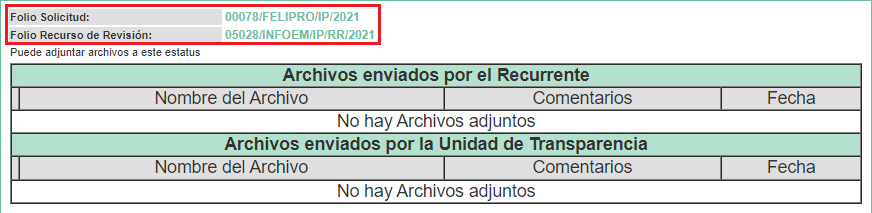 Folio Solicitud: 00078/FELIPRO/IP/2021
Folio Recurso de Revisión: 05028/INFOEM/IP/RR/2021
Puede adjuntar archivos a este estatus
Archivos enviados por el Recurrente
Nombre del Archivo Comentarios Fecha
No hay Archivos adjuntos
Archivos enviados por la Unidad de Transparencia
Nombre del Archivo Comentarios Fecha
No hay Archivos adjuntos